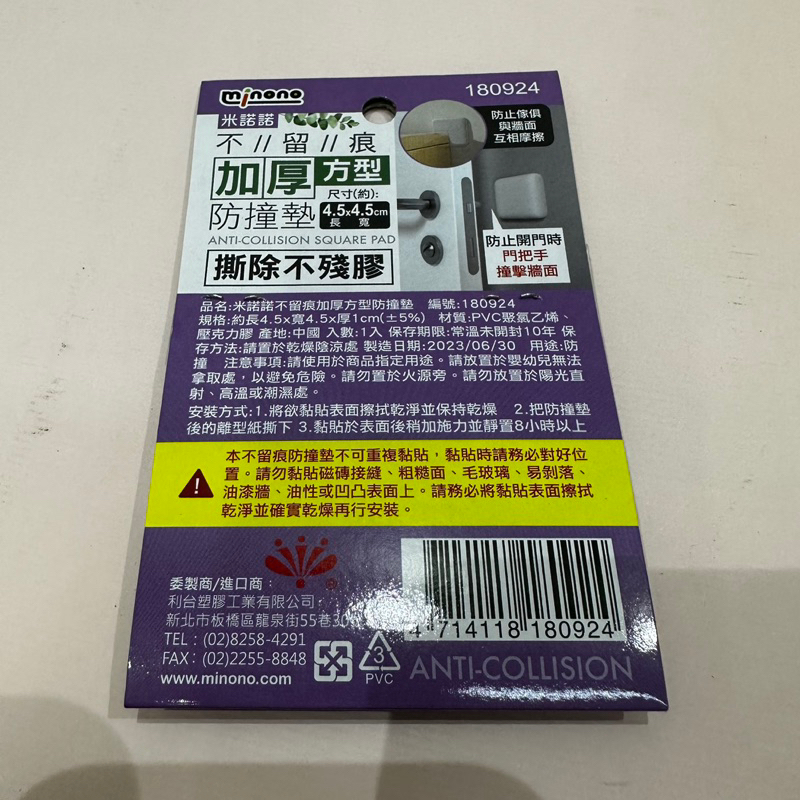 minono
180924
米諾諾
不//留//痕
加厚方型
尺寸(約):
防撞墊 4.5x4.5cm
長 寬
ANTI-COLLISION SQUARE PAD
撕除不殘膠
防止傢俱
與牆面
互相摩擦
防止開門時
門把手
撞擊牆面
品名:米諾諾不留痕加厚方型防撞墊 編號:180924
規格:約長4.5x寬4.5x厚1cm(±5%) 材質:PVC聚氯乙烯、
壓克力膠 產地:中國 入數:1入 保存期限:常溫未開封10年 保
存方法:請置於乾燥陰涼處 製造日期:2023/06/30 用途:防
撞 注意事項:請使用於商品指定用途。請放置於嬰幼兒無法
拿取處，以避免危險。請勿置於火源旁。請勿放置於陽光直
射、高溫或潮濕處。
安裝方式:1.將欲黏貼表面擦拭乾淨並保持乾燥 2.把防撞墊
後的離型紙撕下 3.黏貼於表面後稍加施力並靜置8小時以上
本不留痕防撞墊不可重複黏貼，黏貼時請務必對好位
置。請勿黏貼磁磚接縫、粗糙面、毛玻璃、易剝落、
油漆牆、油性或凹凸表面上。請務必將黏貼表面擦拭
乾淨並確實乾燥再行安裝。
委製商/進口商：
利台塑膠工業有限公司
新北市板橋區龍泉街55巷
TEL：(02)8258-4291
FAX：(02)2255-8848
www.minono.com
3
PVC
4 714118 180924
ANTI-COLLISION